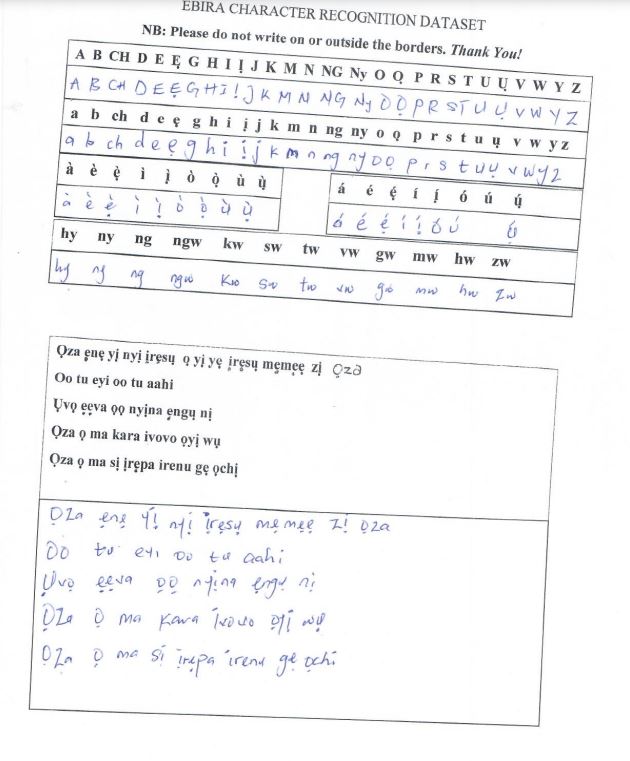 EBIRA CHARACTER RECOGNITION DATASET
NB: Please do not write on or outside the borders. Thank You!
A B CH D E Ẹ G H I Ị J K M N NG Ny O Ọ P R S T U Ụ V W Y Z
A B CH D E Ẹ G H I Ị J K M N NG Ny O Ọ P R S T U Ụ V W Y Z
a b ch d e ẹ g h i ị j k m n ng ny o ọ p r s t u ụ v w y z
a b ch d e ẹ g h i ị j k m n ng ny o ọ p r s t u ụ v w y z
à è ẹ̀ ì ị̀ ò ọ̀ ù ụ̀
à è ẹ̀ ì ị̀ ò ọ̀ ù ụ̀
á é ẹ́ í ị́ ó ú ụ́
á é ẹ́ í ị́ ó ú
hy ny ng ngw kw sw tw vw gw mw hw zw
hy ny ng ngw kw sw tw vw gw mw hw zw
Ọza ẹnẹ yị nyị ịrẹsụ ọ yị yẹ ịrẹsụ mẹmẹẹ zị Ọza
Oo tu eyi oo tu aahi
Ụvọ ẹẹva ọọ nyịna ẹngụ nị
Ọza ọ ma kara ivovo ọyị wụ
Ọza ọ ma sị ịrẹpa irenu gẹ ọchị
Ọza ẹnẹ yị nyị ịrẹsụ mẹmẹẹ zị Ọza
Oo tu eyi oo tu aahi
Ụvọ ẹẹva ọọ nyịna ẹngụ nị
Ọza Ọ ma kara ivovo ọyị wụ
Ọza Ọ ma sị ịrẹpa irenu gẹ ọchị